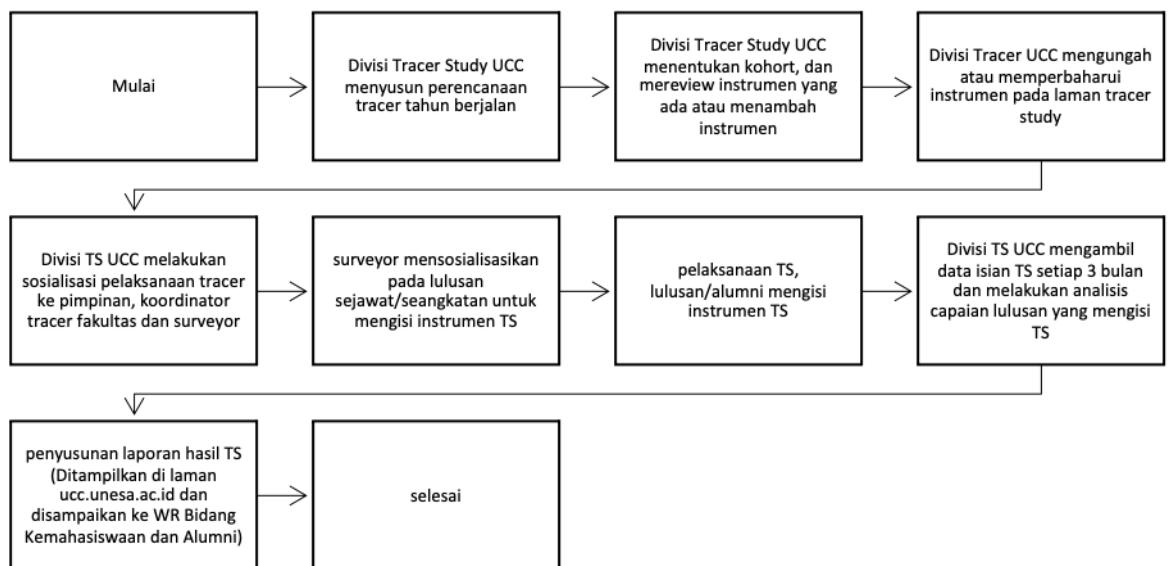 Mulai
Divisi Tracer Study UCC
menyusun perencanaan
tracer tahun berjalan
Divisi Tracer Study UCC
menentukan kohort, dan
mereview instrumen yang
ada atau menambah
instrumen
Divisi Tracer UCC mengungah
atau memperbaharui
instrumen pada laman tracer
study
Divisi TS UCC melakukan
sosialisasi pelaksanaan tracer
ke pimpinan, koordinator
tracer fakultas dan surveyor
surveyor mensosialisasikan
pada lulusan
sejawat/seangkatan untuk
mengisi instrumen TS
pelaksanaan TS,
lulusan/alumni mengisi
instrumen TS
Divisi TS UCC mengambil
data isian TS setiap 3 bulan
dan melakukan analisis
capaian lulusan yang mengisi
TS
penyusunan laporan hasil TS
(Ditampilkan di laman
ucc.unesa.ac.id dan
disampaikan ke WR Bidang
Kemahasiswaan dan Alumni)
selesai